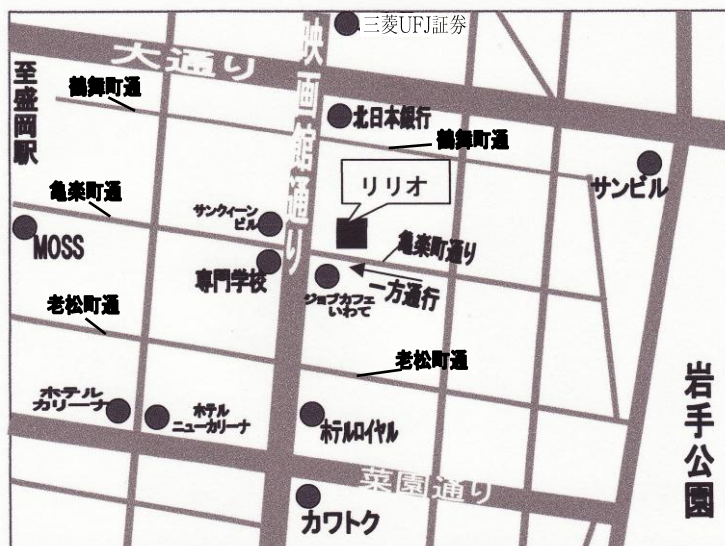 三菱UFJ証券
大通り
映画館通り
至盛岡駅
鶴舞町通
北日本銀行
鶴舞町通
リリオ
サンビル
亀楽町通
サンクィーン
ビル
MOSS
専門学校
亀楽町通り
一方通行
ジョブカフェ
いわて
老松町通
老松町通
岩手公園
ホテル
カリーナ
ホテル
ニューカリーナ
ホテルロイヤル
菜園通り
カワトク